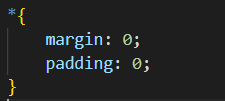 *{
margin: 0;
padding: 0;
}